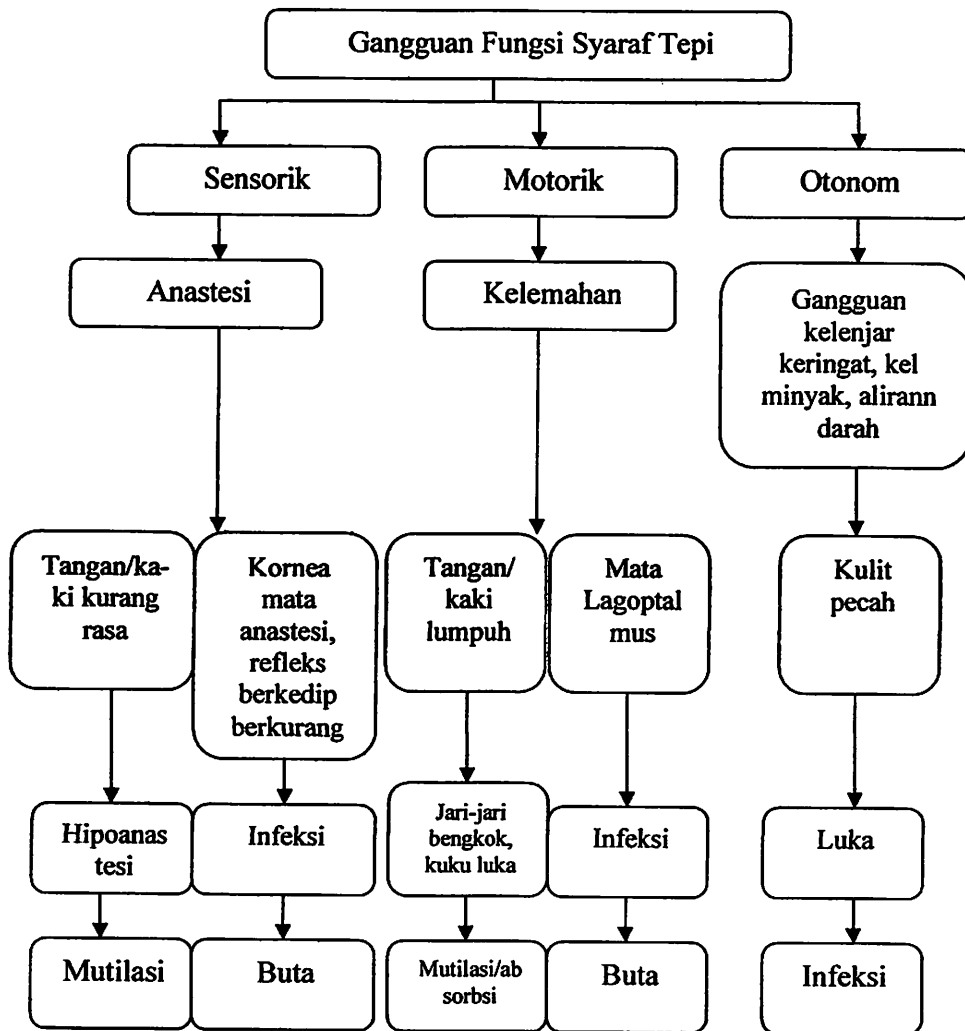 Gangguan Fungsi Syaraf Tepi
Sensorik
Motorik
Otonom
Anastesi
Kelemahan
Gangguan
kelenjar
keringat, kel
minyak, alirann
darah
Tangan/ka-
ki kurang
rasa
Kornea
mata
anastesi,
refleks
berkedip
berkurang
Tangan/
kaki
lumpuh
Mata
Lagoptal
mus
Kulit
pecah
Hipoanas
tesi
Infeksi
Jari-jari
bengkok,
kuku luka
Infeksi
Luka
Mutilasi
Buta
Mutilasi/ab
sorbsi
Buta
Infeksi